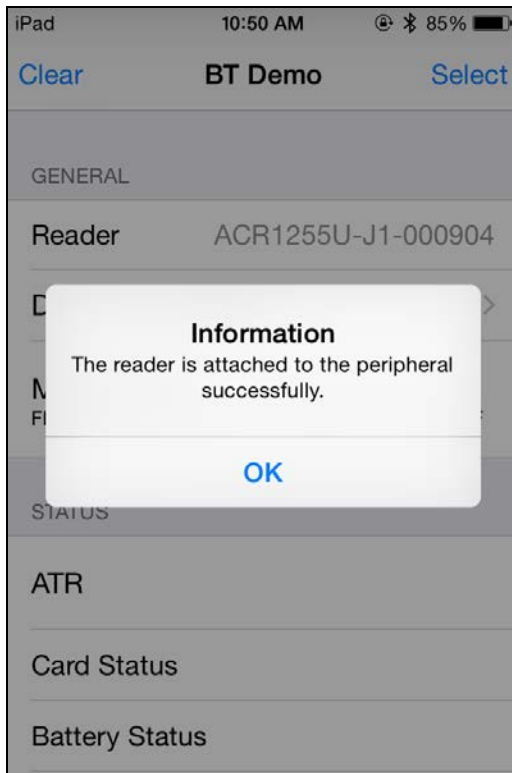 iPad 10:50 AM 85%
Clear BT Demo Select
GENERAL
Reader ACR1255U-J1-000904
Information
The reader is attached to the peripheral
successfully.
OK
STATUS
ATR
Card Status
Battery Status